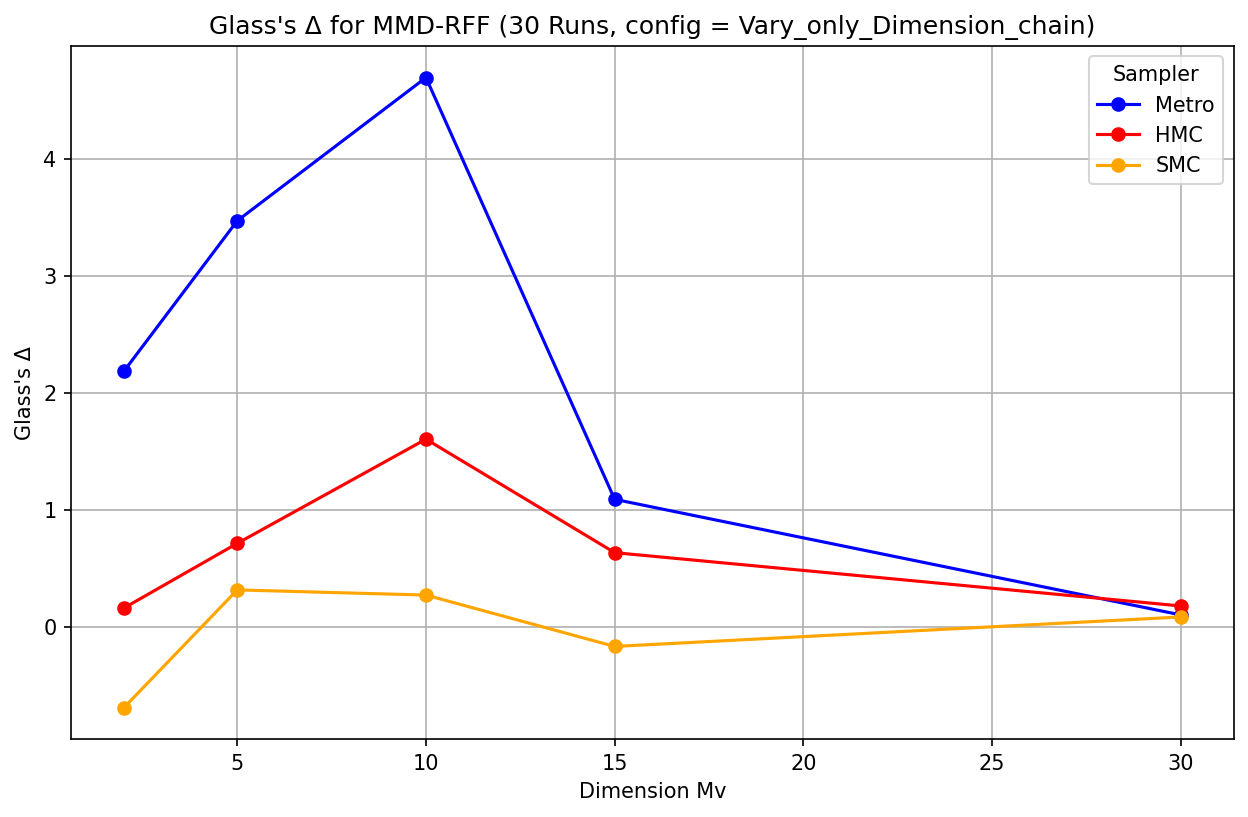 Glass's Δ for MMD-RFF (30 Runs, config = Vary_only_Dimension_chain)
Sampler
Metro
HMC
SMC
Glass's Δ
4
3
2
1
0
5 10 15 20 25 30
Dimension Mv